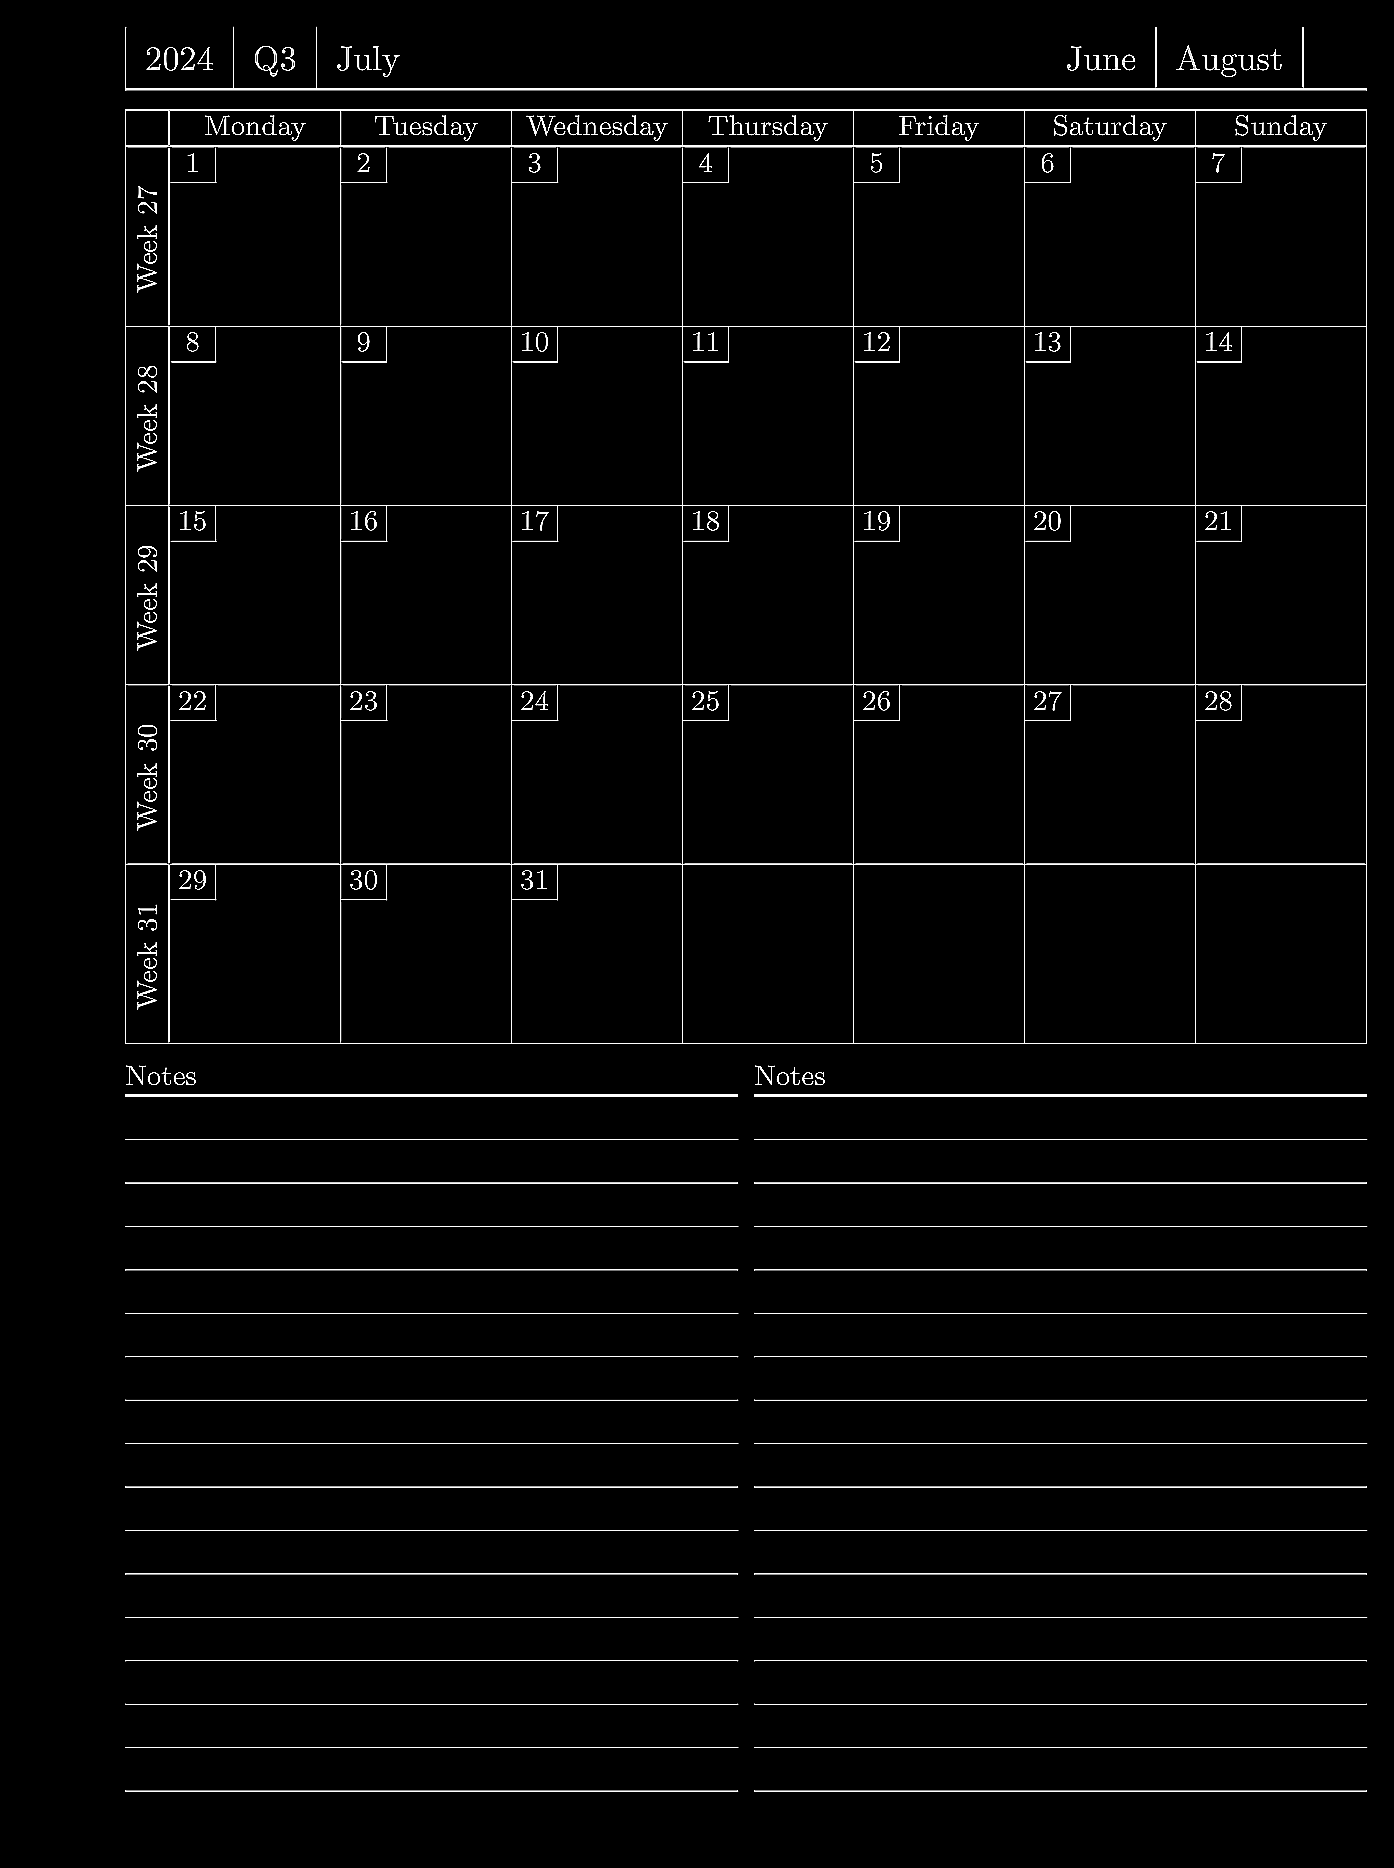 2024 Q3 July June August
Monday Tuesday Wednesday Thursday Friday Saturday Sunday
Week 27 1 2 3 4 5 6 7
Week 28 8 9 10 11 12 13 14
Week 29 15 16 17 18 19 20 21
Week 30 22 23 24 25 26 27 28
Week 31 29 30 31
Notes Notes